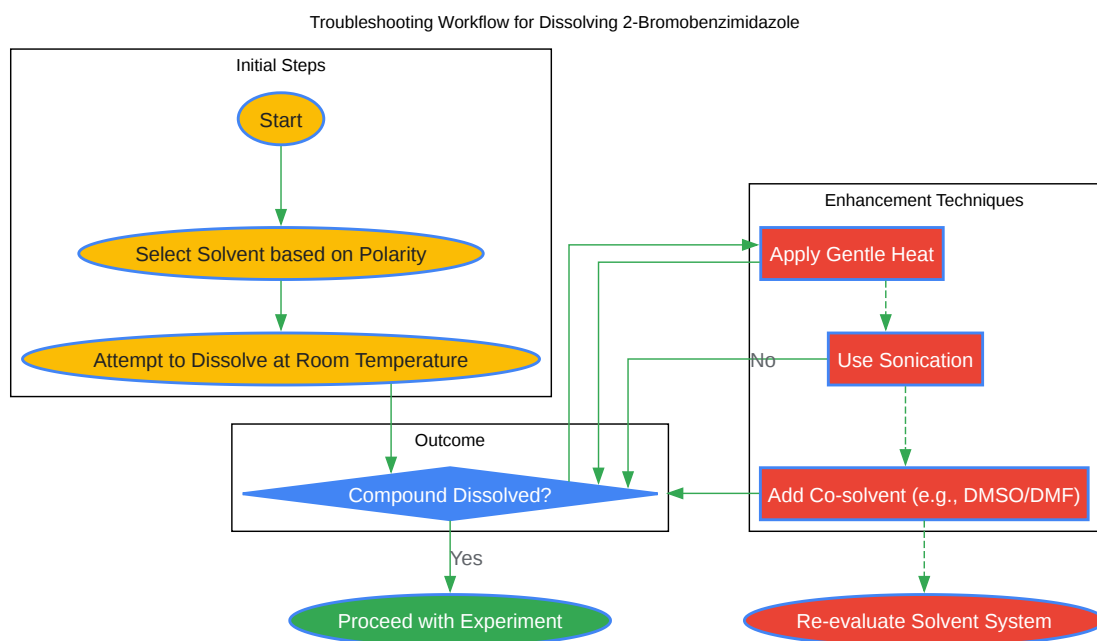 Troubleshooting Workflow for Dissolving 2-Bromobenzimidazole
Initial Steps
Start
Select Solvent based on Polarity
Attempt to Dissolve at Room Temperature
Enhancement Techniques
Apply Gentle Heat
Use Sonication
No
Add Co-solvent (e.g., DMSO/DMF)
Outcome
Compound Dissolved?
Yes
Proceed with Experiment
Re-evaluate Solvent System